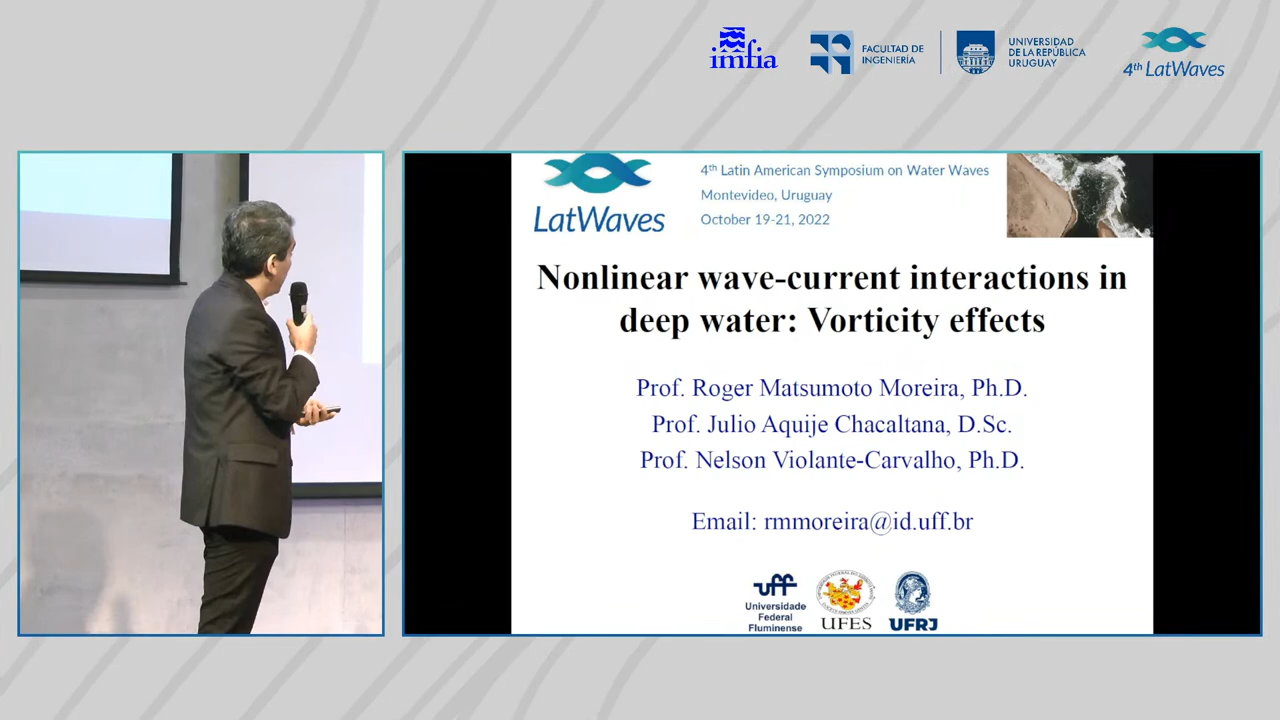 imfia
FACULTAD DE
INGENIERÍA
UNIVERSIDAD
DE LA REPÚBLICA
URUGUAY
4th LatWaves
LatWaves
4th Latin American Symposium on Water Waves
Montevideo, Uruguay
October 19-21, 2022
Nonlinear wave-current interactions in
deep water: Vorticity effects
Prof. Roger Matsumoto Moreira, Ph.D.
Prof. Julio Aquije Chacaltana, D.Sc.
Prof. Nelson Violante-Carvalho, Ph.D.
Email: rmmoreira@id.uff.br
uff
Universidade
Federal
Fluminense
UFES
UFRJ